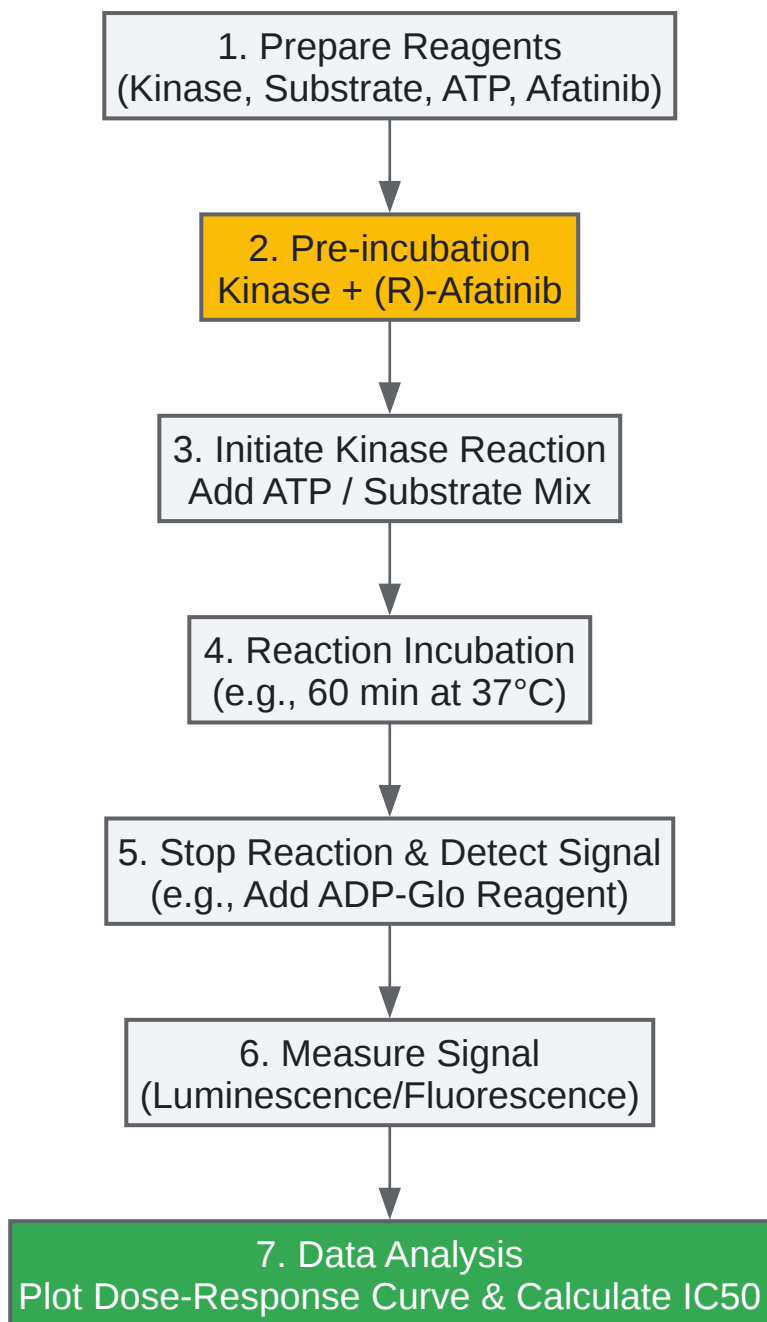 1. Prepare Reagents
(Kinase, Substrate, ATP, Afatinib)
2. Pre-incubation
Kinase + (R)-Afatinib
3. Initiate Kinase Reaction
Add ATP / Substrate Mix
4. Reaction Incubation
(e.g., 60 min at 37°C)
5. Stop Reaction & Detect Signal
(e.g., Add ADP-Glo Reagent)
6. Measure Signal
(Luminescence/Fluorescence)
7. Data Analysis
Plot Dose-Response Curve & Calculate IC50